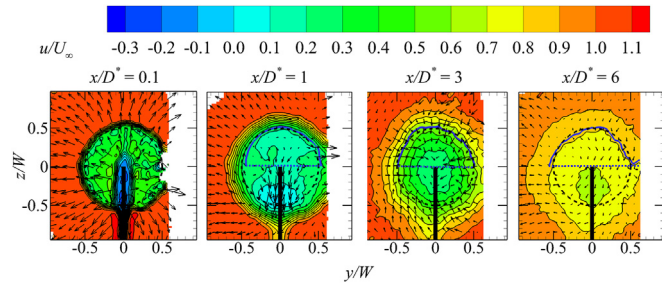 -0.3 -0.2 -0.1 0.0 0.1 0.2 0.3 0.4 0.5 0.6 0.7 0.8 0.9 1.0 1.1
u/U∞
x/D* = 0.1 x/D* = 1 x/D* = 3 x/D* = 6
z/W
0.5
0
-0.5
-0.5 0 0.5 -0.5 0 0.5 -0.5 0 0.5 -0.5 0 0.5
y/W